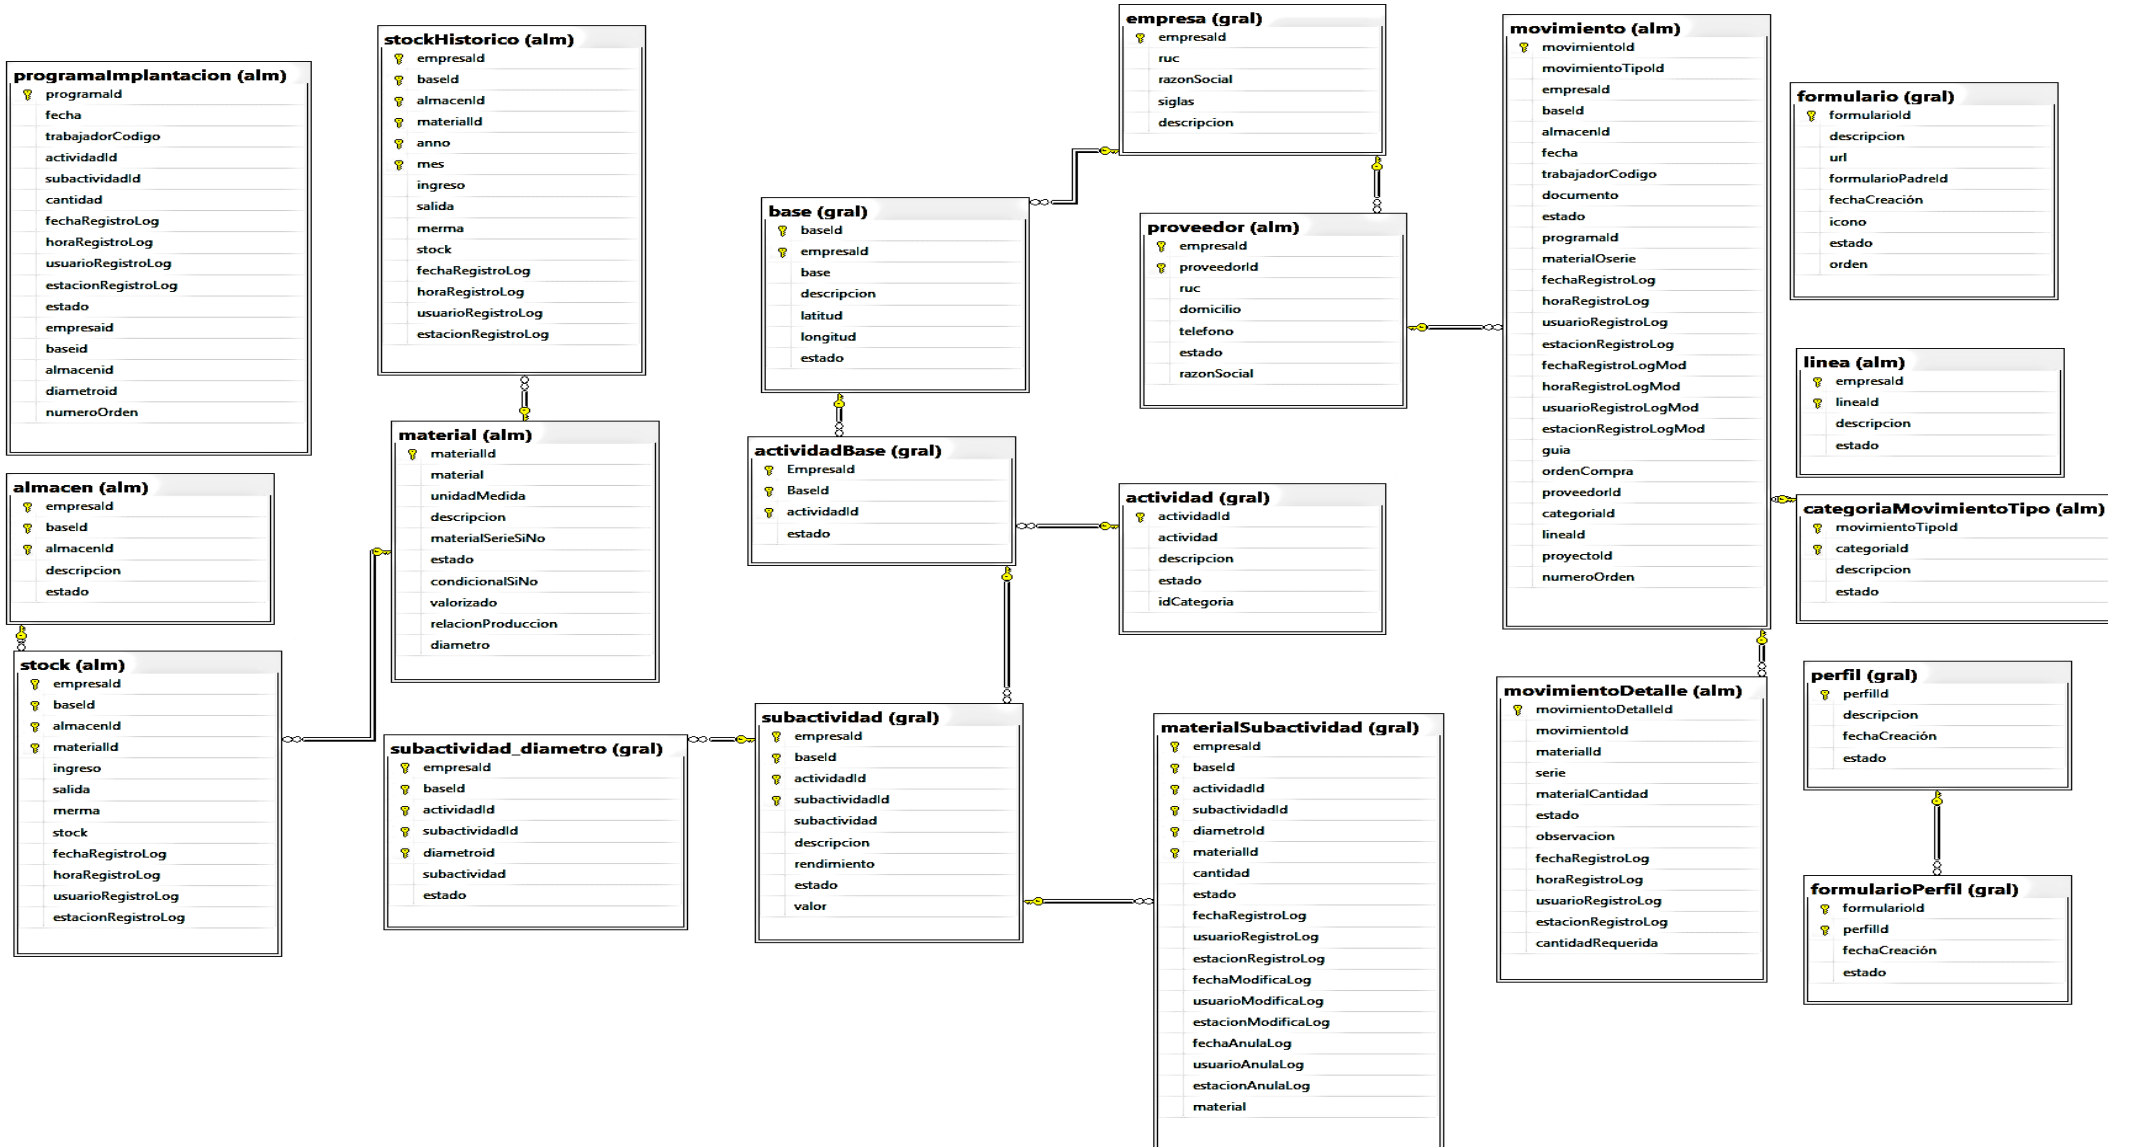 programaImplantacion (alm)
programaId
fecha
trabajadorCodigo
actividadId
subactividadId
cantidad
fechaRegistroLog
horaRegistroLog
usuarioRegistroLog
estacionRegistroLog
estado
empresaid
baseid
almacenid
diametroid
numeroOrden
almacen (alm)
empresaId
baseId
almacenId
descripcion
estado
stock (alm)
empresaId
baseId
almacenId
materialId
ingreso
salida
merma
stock
fechaRegistroLog
horaRegistroLog
usuarioRegistroLog
estacionRegistroLog
stockHistorico (alm)
empresaId
baseId
almacenId
materialId
anno
mes
ingreso
salida
merma
stock
fechaRegistroLog
horaRegistroLog
usuarioRegistroLog
estacionRegistroLog
material (alm)
materialId
material
unidadMedida
descripcion
materialSerieSiNo
estado
condicionalSiNo
valorizado
relacionProduccion
diametro
subactividad_diametro (gral)
empresaId
baseId
actividadId
subactividadId
diametroid
subactividad
estado
base (gral)
baseId
empresaId
base
descripcion
latitud
longitud
estado
actividadBase (gral)
EmpresaId
BaseId
actividadId
estado
subactividad (gral)
empresaId
baseId
actividadId
subactividadId
subactividad
descripcion
rendimiento
estado
valor
empresa (gral)
empresaId
ruc
razonSocial
siglas
descripcion
proveedor (alm)
empresaId
proveedorId
ruc
domicilio
telefono
estado
razonSocial
actividad (gral)
actividadId
actividad
descripcion
estado
idCategoria
materialSubactividad (gral)
empresaId
baseId
actividadId
subactividadId
diametroId
materialId
cantidad
estado
fechaRegistroLog
usuarioRegistroLog
estacionRegistroLog
fechaModificaLog
usuarioModificaLog
estacionModificaLog
fechaAnulaLog
usuarioAnulaLog
estacionAnulaLog
material
movimiento (alm)
movimientoId
movimientoTipoId
empresaId
baseId
almacenId
fecha
trabajadorCodigo
documento
estado
programaId
materialOserie
fechaRegistroLog
horaRegistroLog
usuarioRegistroLog
estacionRegistroLog
fechaRegistroLogMod
horaRegistroLogMod
usuarioRegistroLogMod
estacionRegistroLogMod
guia
ordenCompra
proveedorId
categoriaId
lineaId
proyectoId
numeroOrden
movimientoDetalle (alm)
movimientoDetalleId
movimientoId
materialId
serie
materialCantidad
estado
observacion
fechaRegistroLog
horaRegistroLog
usuarioRegistroLog
estacionRegistroLog
cantidadRequerida
formulario (gral)
formularioId
descripcion
url
formularioPadreId
fechaCreación
icono
estado
orden
linea (alm)
empresaId
lineaId
descripcion
estado
categoriaMovimientoTipo (alm)
movimientoTipoId
categoriaId
descripcion
estado
perfil (gral)
perfilId
descripcion
fechaCreación
estado
formularioPerfil (gral)
formularioId
perfilId
fechaCreación
estado